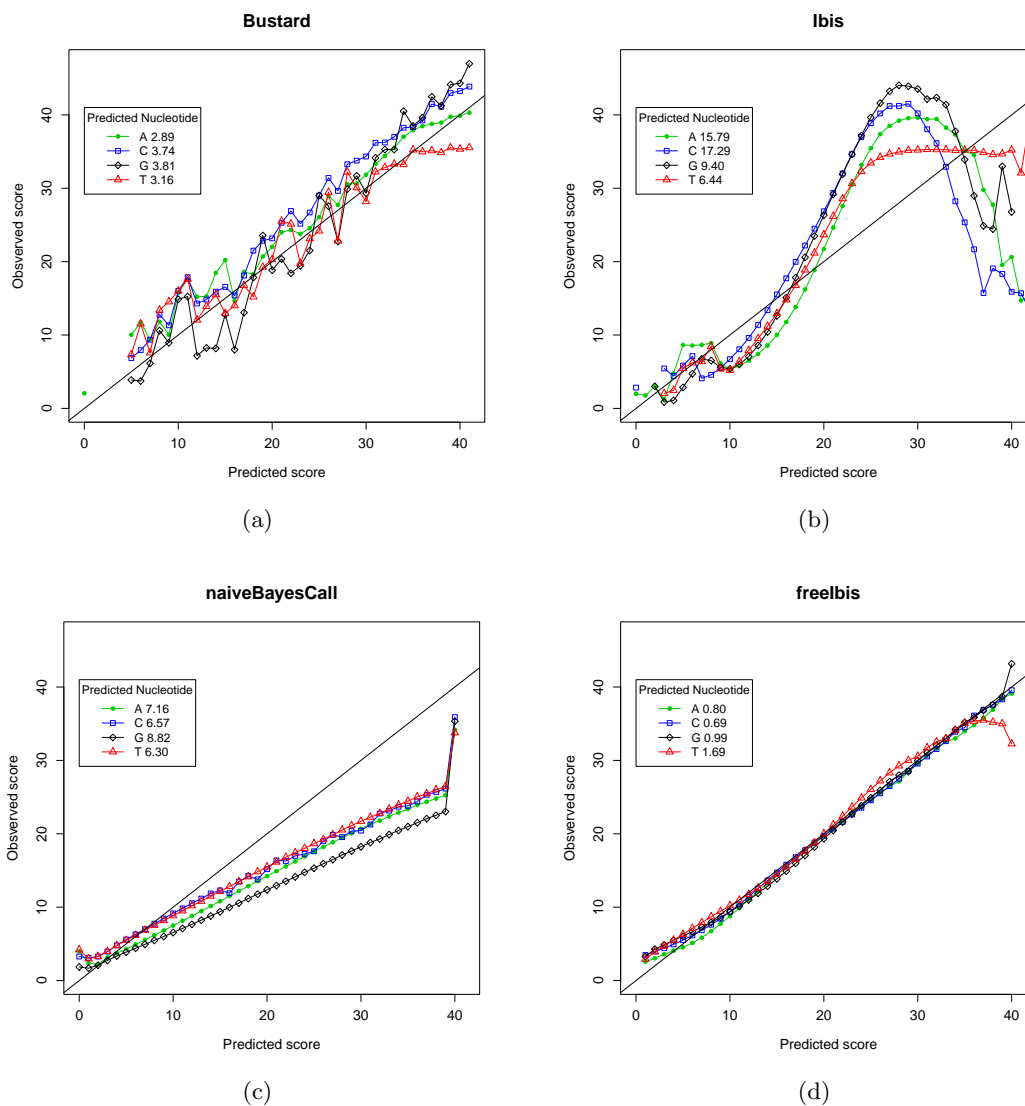 Bustard
Obsverved score
0 10 20 30 40
Predicted Nucleotide
A 2.89
C 3.74
G 3.81
T 3.16
0 10 20 30 40
Predicted score
(a)
Ibis
Obsverved score
0 10 20 30 40
Predicted Nucleotide
A 15.79
C 17.29
G 9.40
T 6.44
0 10 20 30 40
Predicted score
(b)
naiveBayesCall
Obsverved score
0 10 20 30 40
Predicted Nucleotide
A 7.16
C 6.57
G 8.82
T 6.30
0 10 20 30 40
Predicted score
(c)
freeIbis
Obsverved score
0 10 20 30 40
Predicted Nucleotide
A 0.80
C 0.69
G 0.99
T 1.69
0 10 20 30 40
Predicted score
(d)